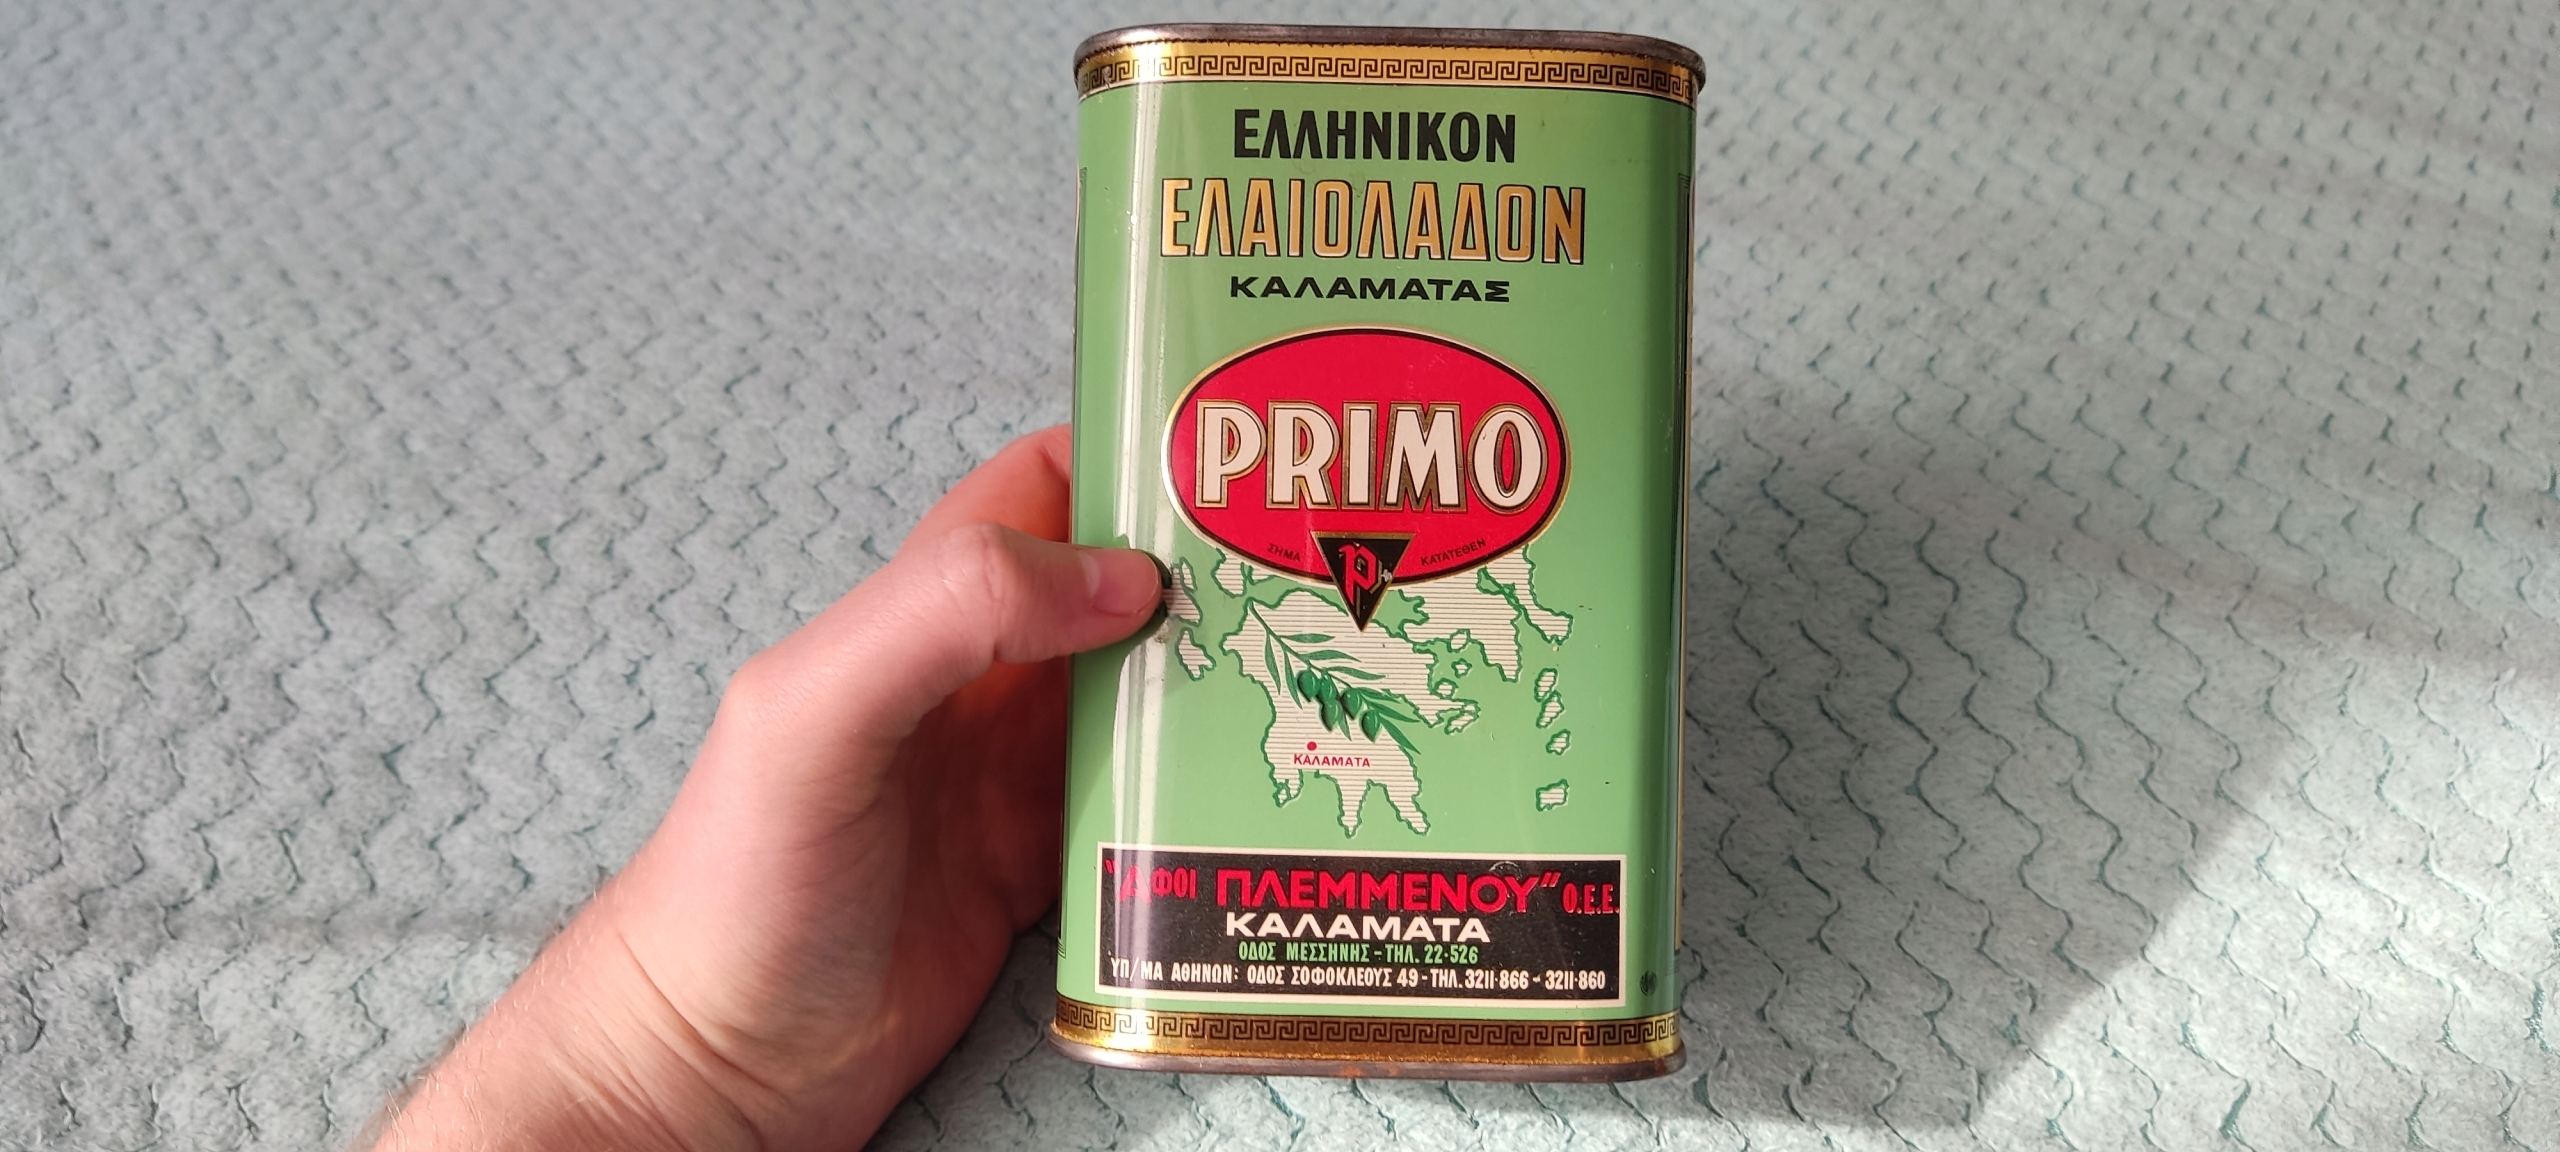 ΕΛΛΗΝΙΚΟΝ
ΕΛΑΙΟΛΑΔΟΝ
ΚΑΛΑΜΑΤΑΣ
PRIMO
ΣΗΜΑ ΚΑΤΑΤΕΘΕΝ
P
ΚΑΛΑΜΑΤΑ
"ΑΦΟΙ ΠΛΕΜΜΕΝΟΥ" Ο.Ε.Ε.
ΚΑΛΑΜΑΤΑ
ΟΔΟΣ ΜΕΣΣΗΝΗΣ - ΤΗΛ. 22·526
ΥΠ/ΜΑ ΑΘΗΝΩΝ: ΟΔΟΣ ΣΟΦΟΚΛΕΟΥΣ 49 - ΤΗΛ. 3211·866 - 3211·860